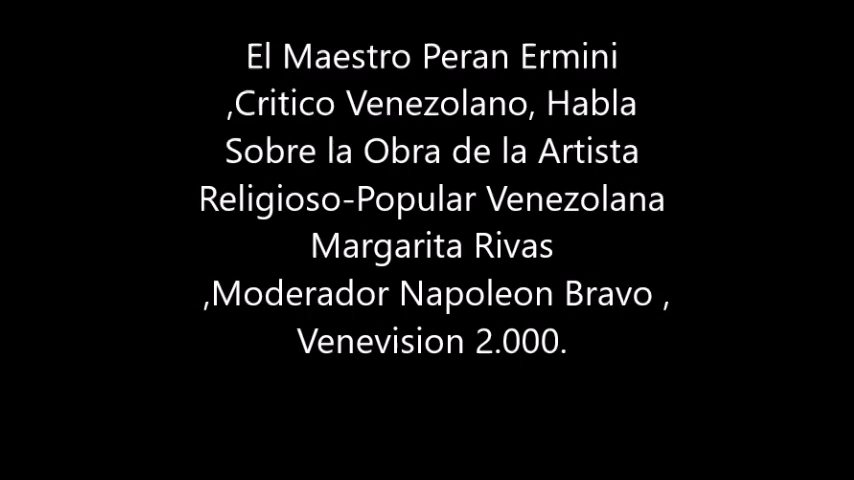 El Maestro Peran Ermini
,Critico Venezolano, Habla
Sobre la Obra de la Artista
Religioso-Popular Venezolana
Margarita Rivas
,Moderador Napoleon Bravo ,
Venevision 2.000.